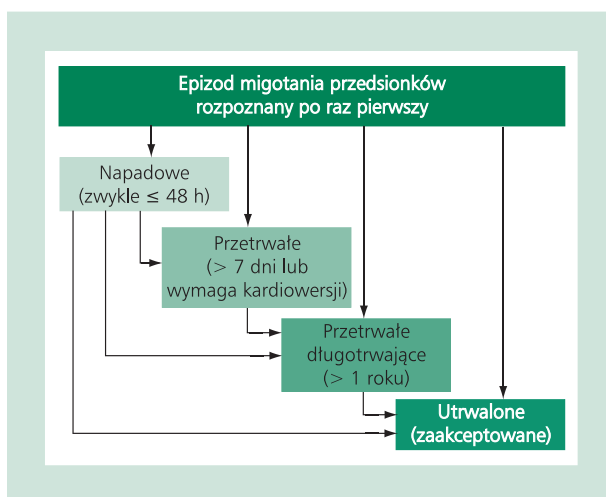 Epizod migotania przedsionków
rozpoznany po raz pierwszy
Napadowe
(zwykle ≤ 48 h)
Przetrwałe
(> 7 dni lub
wymaga kardiowersji)
Przetrwałe
długotrwające
(> 1 roku)
Utrwalone
(zaakceptowane)